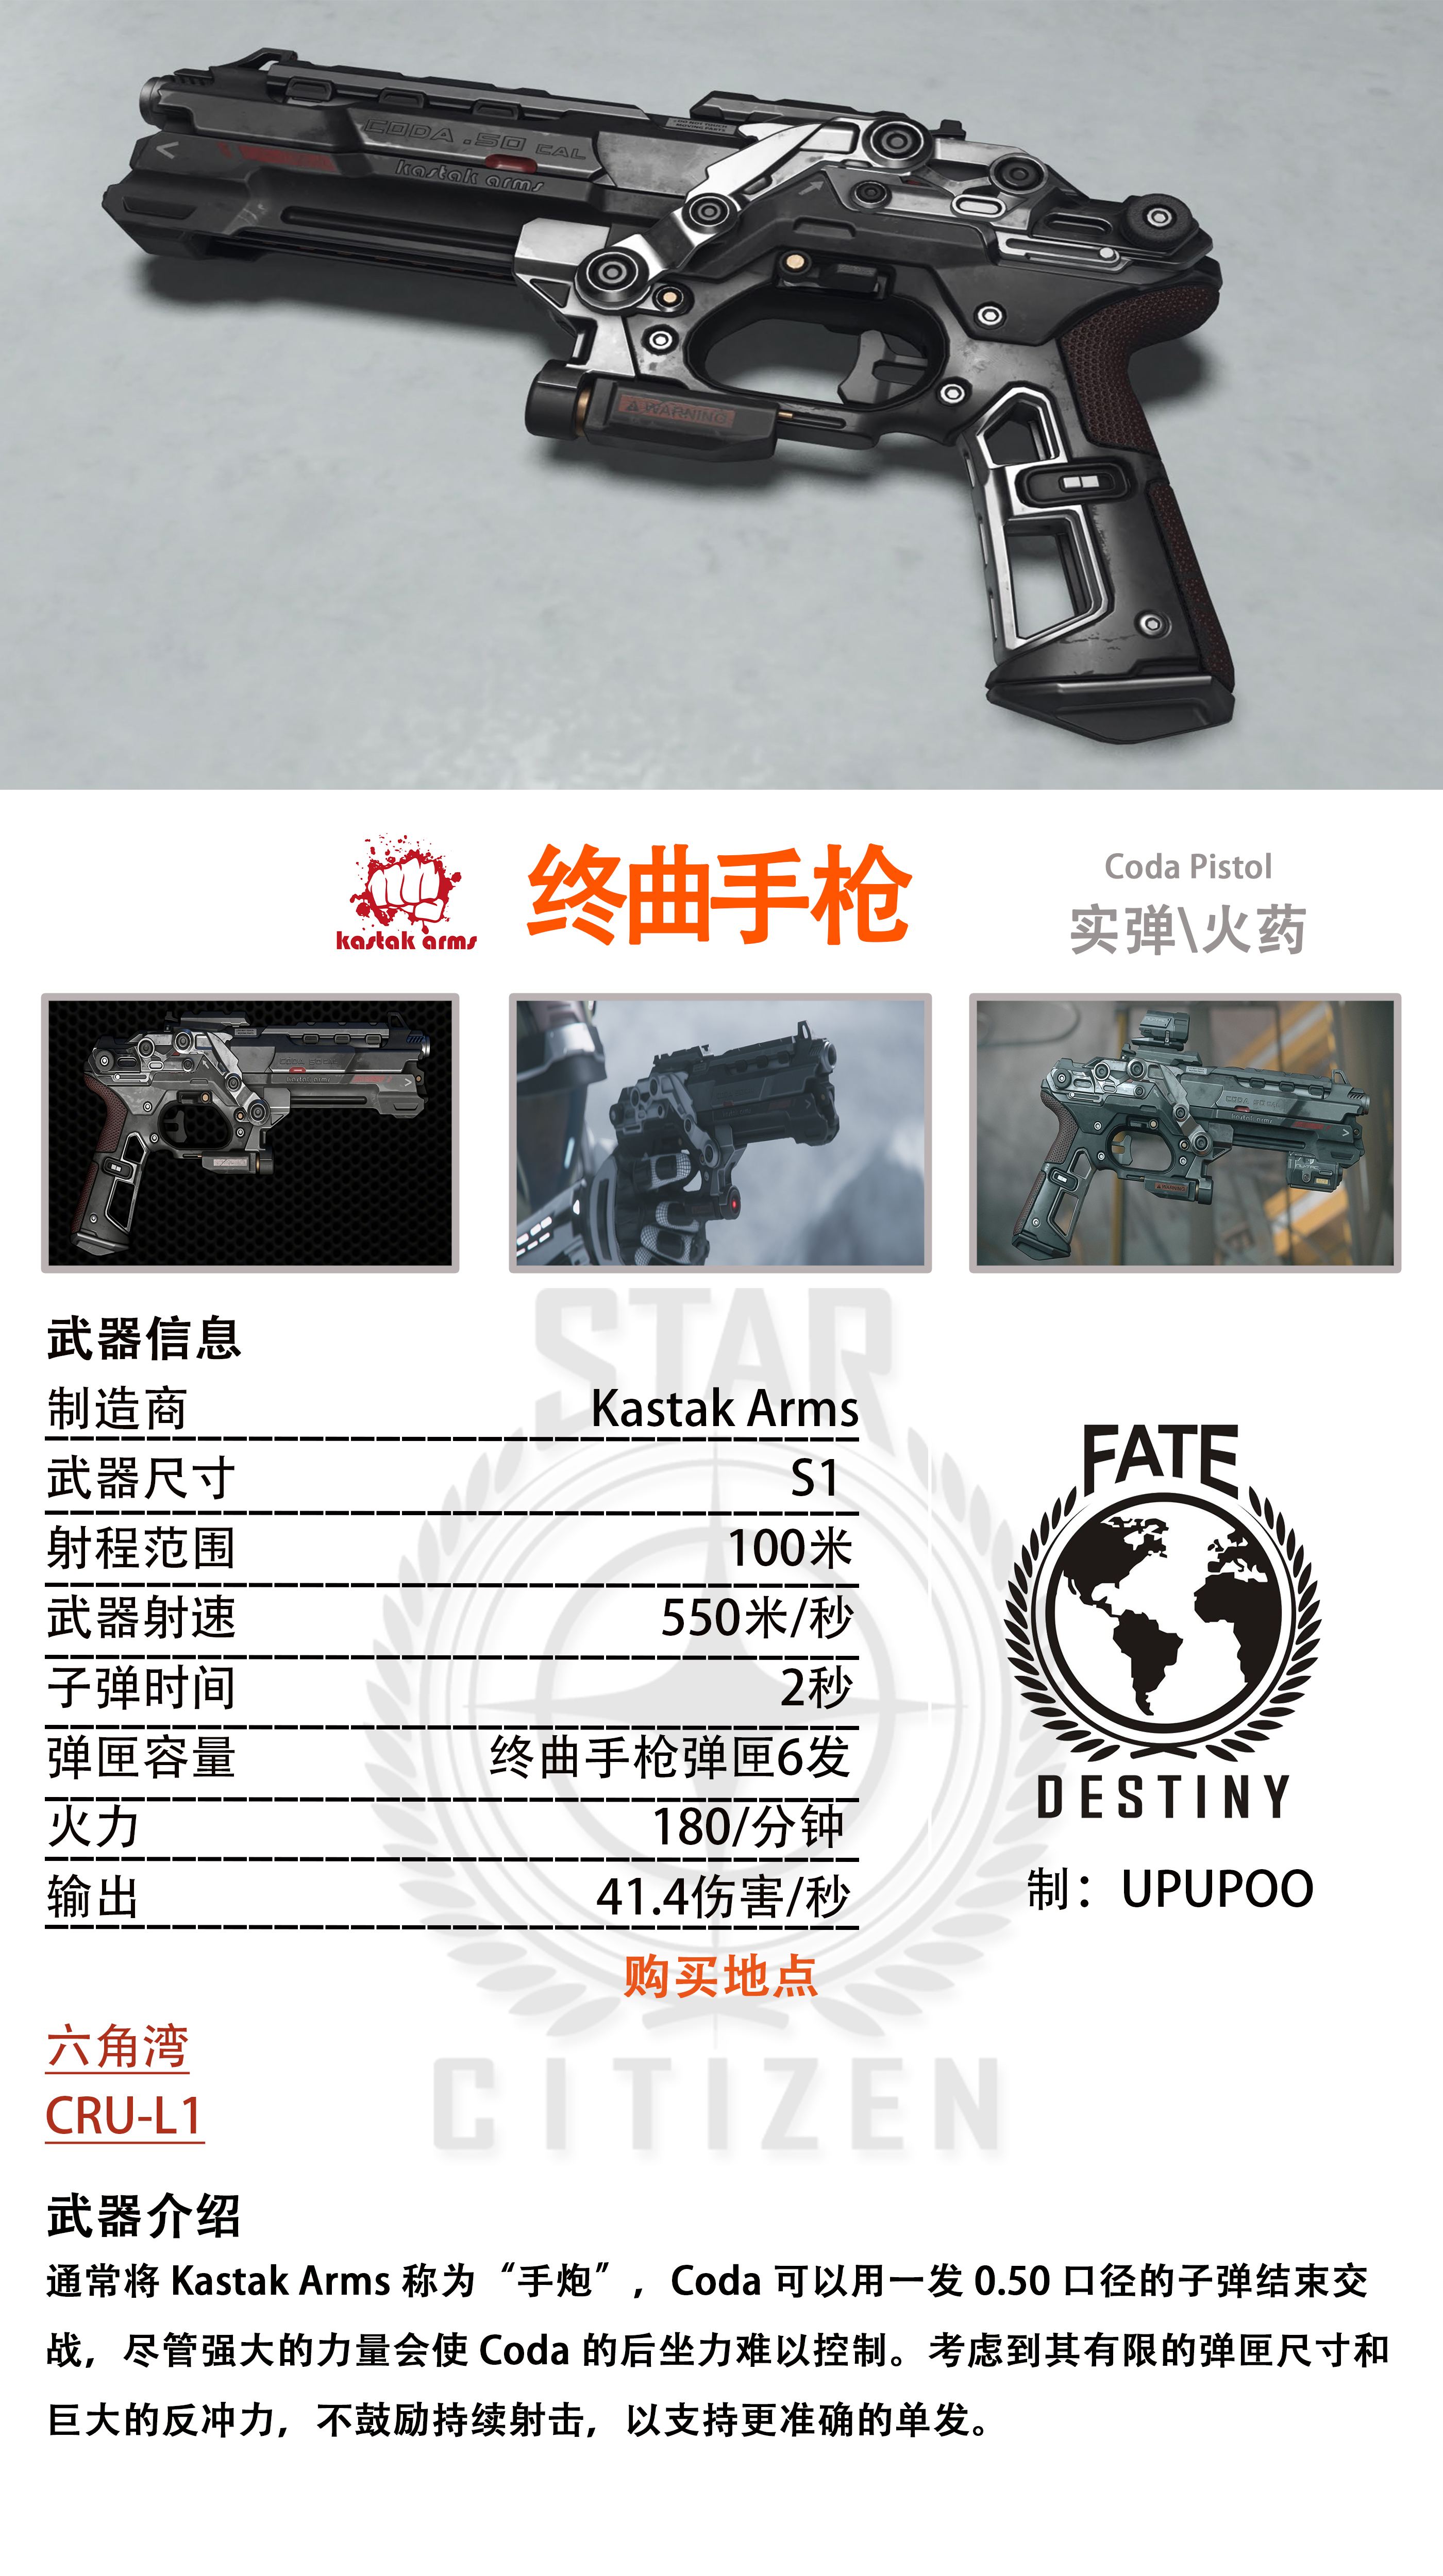 CODA .50 CAL
kastak arms
WARNING
kastak arms
终曲手枪
Coda Pistol
实弹\火药
STAR
武器信息
制造商 Kastak Arms
武器尺寸 S1
射程范围 100米
武器射速 550米/秒
子弹时间 2秒
弹匣容量 终曲手枪弹匣6发
火力 180/分钟
输出 41.4伤害/秒
FATE
DESTINY
制：UPUPOO
购买地点
六角湾
CRU-L1
CITIZEN
武器介绍
通常将 Kastak Arms 称为“手炮”，Coda 可以用一发 0.50 口径的子弹结束交
战，尽管强大的力量会使 Coda 的后坐力难以控制。考虑到其有限的弹匣尺寸和
巨大的反冲力，不鼓励持续射击，以支持更准确的单发。